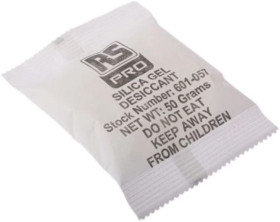 RS
PRO
SILICA GEL
DESICCANT
Stock Number: 601-057
NET WT: 50 Grams
DO NOT EAT
KEEP AWAY
FROM CHILDREN